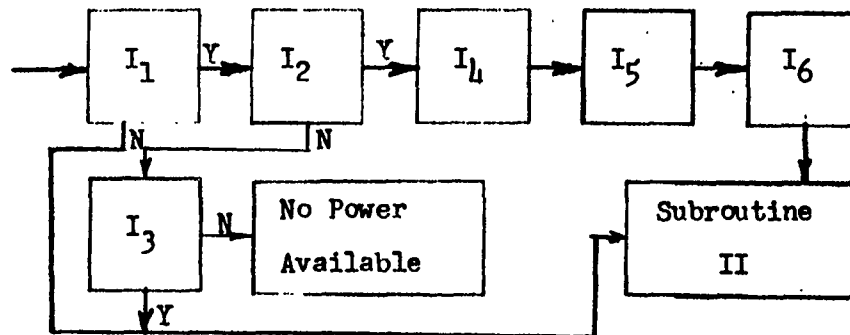 I1 Y I2 Y I4 I5 I6
N N
I3 N No Power
Available
Subroutine
II
Y